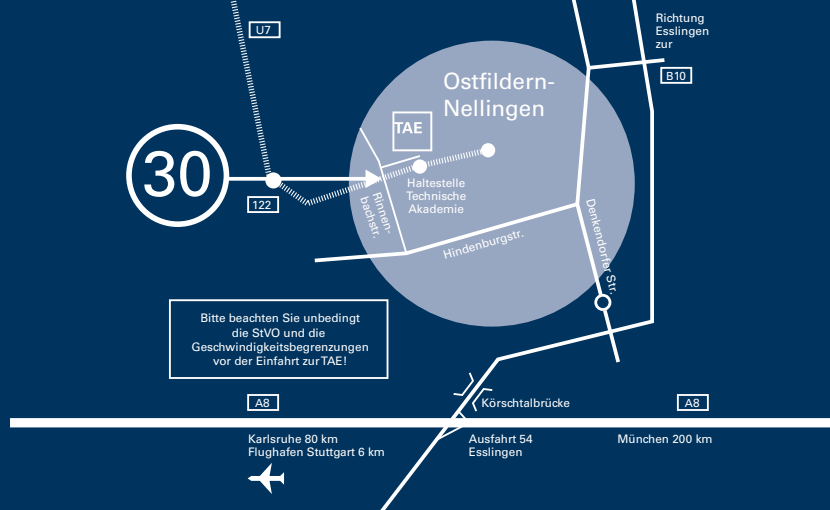 U7
Richtung
Esslingen
zur
B10
Ostfildern-
Nellingen
TAE
30
122
Haltestelle
Technische
Akademie
Rinnen-
bachstr.
Hindenburgstr.
Denkendorfer Str.
Bitte beachten Sie unbedingt
die StVO und die
Geschwindigkeitsbegrenzungen
vor der Einfahrt zur TAE!
A8
Körschtalbrücke
A8
Karlsruhe 80 km
Flughafen Stuttgart 6 km
Ausfahrt 54
Esslingen
München 200 km